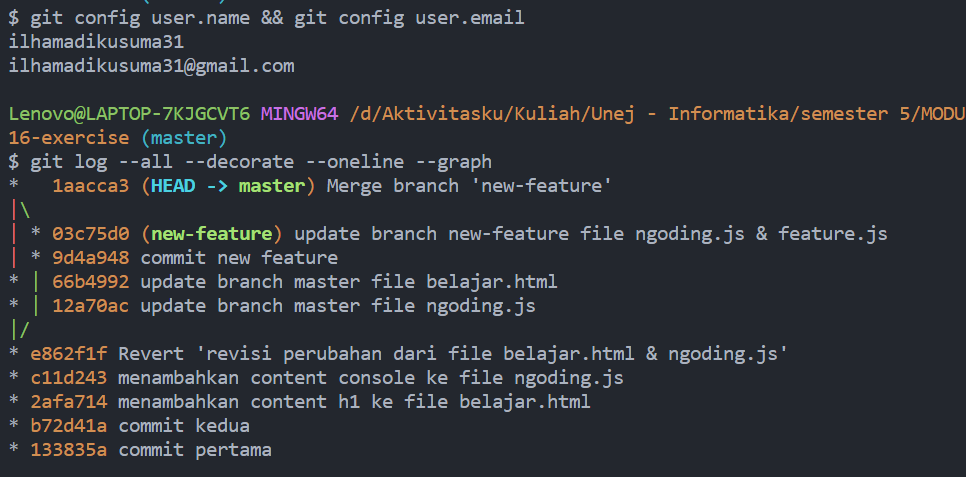 $ git config user.name && git config user.email
ilhamadikusuma31
ilhamadikusuma31@gmail.com
Lenovo@LAPTOP-7KJGCVT6 MINGW64 /d/Aktivitasku/Kuliah/Unej - Informatika/semester 5/MODU
16-exercise (master)
$ git log --all --decorate --oneline --graph
*   1aacca3 (HEAD -> master) Merge branch 'new-feature'
|\
| * 03c75d0 (new-feature) update branch new-feature file ngoding.js & feature.js
| * 9d4a948 commit new feature
* | 66b4992 update branch master file belajar.html
* | 12a70ac update branch master file ngoding.js
|/
* e862f1f Revert 'revisi perubahan dari file belajar.html & ngoding.js'
* c11d243 menambahkan content console ke file ngoding.js
* 2afa714 menambahkan content h1 ke file belajar.html
* b72d41a commit kedua
* 133835a commit pertama